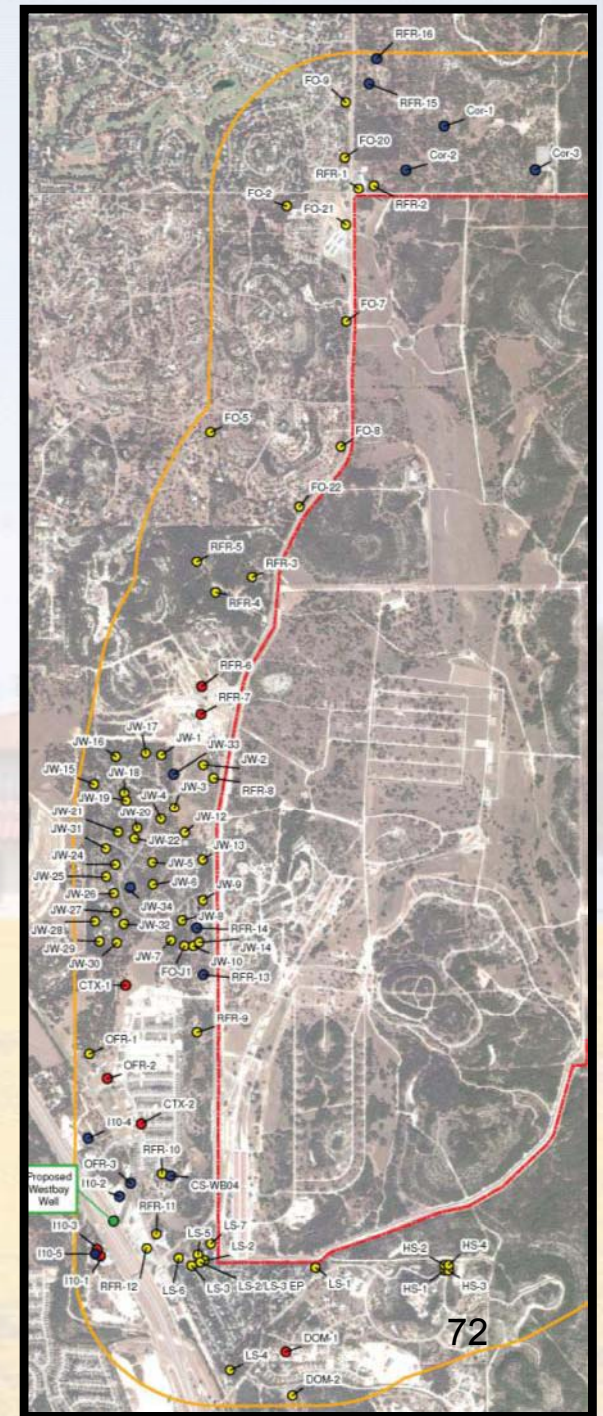 RFR-16
FO-9
RFR-15
Cor-1
FO-20
Cor-2
Cor-3
RFR-1
FO-2
RFR-2
FO-21
FO-7
FO-5
FO-8
FO-22
RFR-5
RFR-3
RFR-4
RFR-6
RFR-7
JW-17
JW-1
JW-16
JW-33
JW-2
JW-15
JW-18
JW-3
RFR-8
JW-4
JW-19
JW-21
JW-20
JW-12
JW-31
JW-22
JW-13
JW-24
JW-5
JW-25
JW-6
JW-9
JW-26
JW-34
JW-27
JW-8
RFR-14
JW-28
JW-32
JW-14
JW-29
JW-7
JW-10
JW-30
FO-J1
RFR-13
CTX-1
RFR-9
OFR-1
OFR-2
CTX-2
I10-4
RFR-10
OFR-3
CS-WB04
Proposed
Westbay
Well
I10-2
RFR-11
LS-7
I10-3
LS-5
LS-2
HS-2
HS-4
I10-5
LS-2/LS-3 EP
LS-1
I10-1
RFR-12
LS-6
LS-3
HS-1
HS-3
72
DOM-1
LS-4
DOM-2